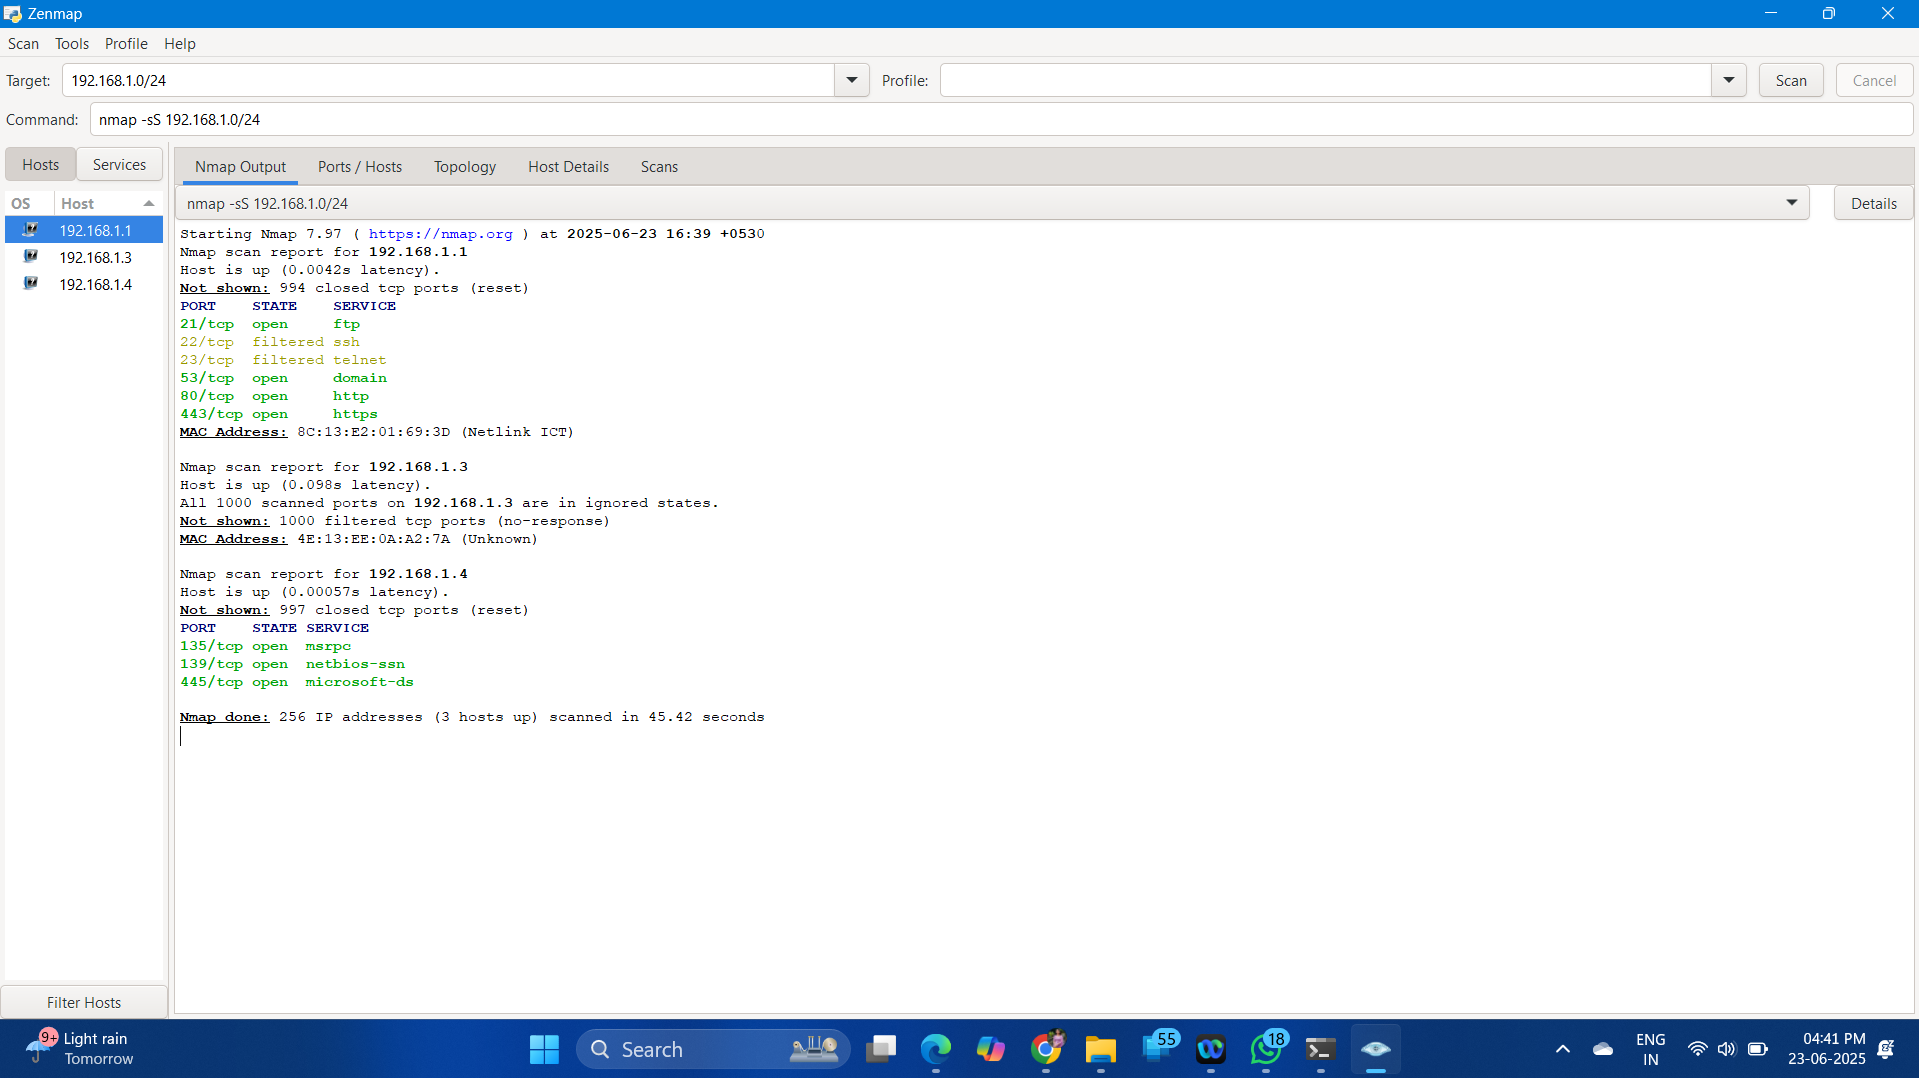 Zenmap
Scan Tools Profile Help
Target: 192.168.1.0/24 Profile: Scan Cancel
Command: nmap -sS 192.168.1.0/24
Hosts Services
Nmap Output Ports / Hosts Topology Host Details Scans
OS Host
nmap -sS 192.168.1.0/24 Details
192.168.1.1
192.168.1.3
192.168.1.4
Starting Nmap 7.97 ( https://nmap.org ) at 2025-06-23 16:39 +0530
Nmap scan report for 192.168.1.1
Host is up (0.0042s latency).
Not shown: 994 closed tcp ports (reset)
PORT STATE SERVICE
21/tcp open ftp
22/tcp filtered ssh
23/tcp filtered telnet
53/tcp open domain
80/tcp open http
443/tcp open https
MAC Address: 8C:13:E2:01:69:3D (Netlink ICT)
Nmap scan report for 192.168.1.3
Host is up (0.098s latency).
All 1000 scanned ports on 192.168.1.3 are in ignored states.
Not shown: 1000 filtered tcp ports (no-response)
MAC Address: 4E:13:EE:0A:A2:7A (Unknown)
Nmap scan report for 192.168.1.4
Host is up (0.00057s latency).
Not shown: 997 closed tcp ports (reset)
PORT STATE SERVICE
135/tcp open msrpc
139/tcp open netbios-ssn
445/tcp open microsoft-ds
Nmap done: 256 IP addresses (3 hosts up) scanned in 45.42 seconds
Filter Hosts
9+
Light rain
Tomorrow
Search
55
18
ENG
IN
04:41 PM
23-06-2025